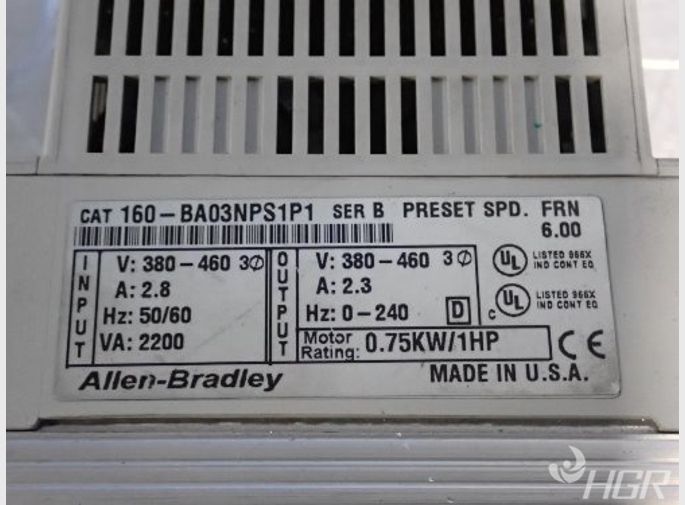 CAT 160-BA03NPS1P1 SER B PRESET SPD. FRN
6.00
INPUT
V: 380-460 3Ø
A: 2.8
Hz: 50/60
VA: 2200
OUTPUT
V: 380-460 3Ø
A: 2.3
Hz: 0-240 D
Motor Rating: 0.75KW/1HP
UL LISTED 966X
IND CONT EQ
c UL LISTED 966X
IND CONT EQ
CE
Allen-Bradley MADE IN U.S.A.
HGR